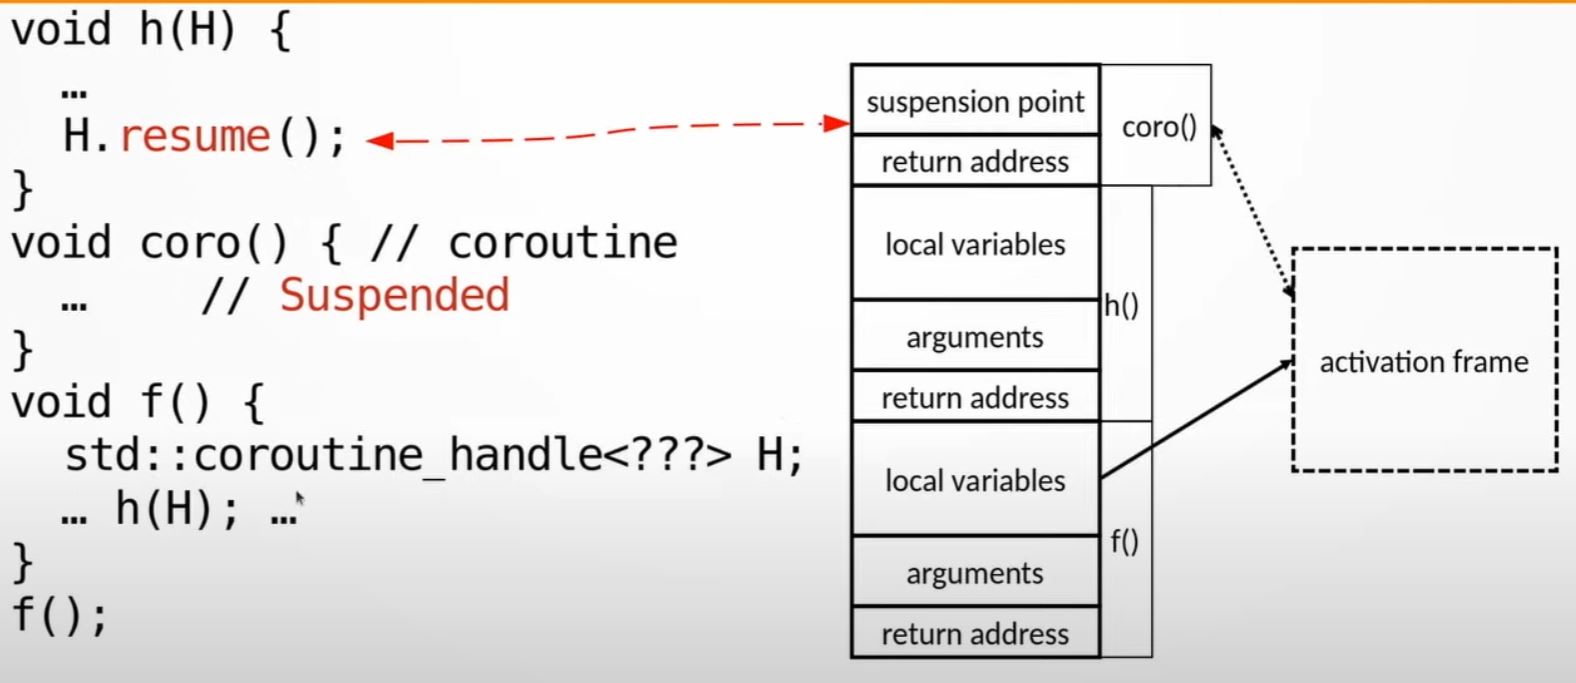 void h(H) {
…
H.resume();
}
void coro() { // coroutine
… // Suspended
}
void f() {
std::coroutine_handle<???> H;
… h(H); …
}
f();
suspension point
return address
coro()
local variables
arguments
return address
h()
local variables
arguments
return address
f()
activation frame